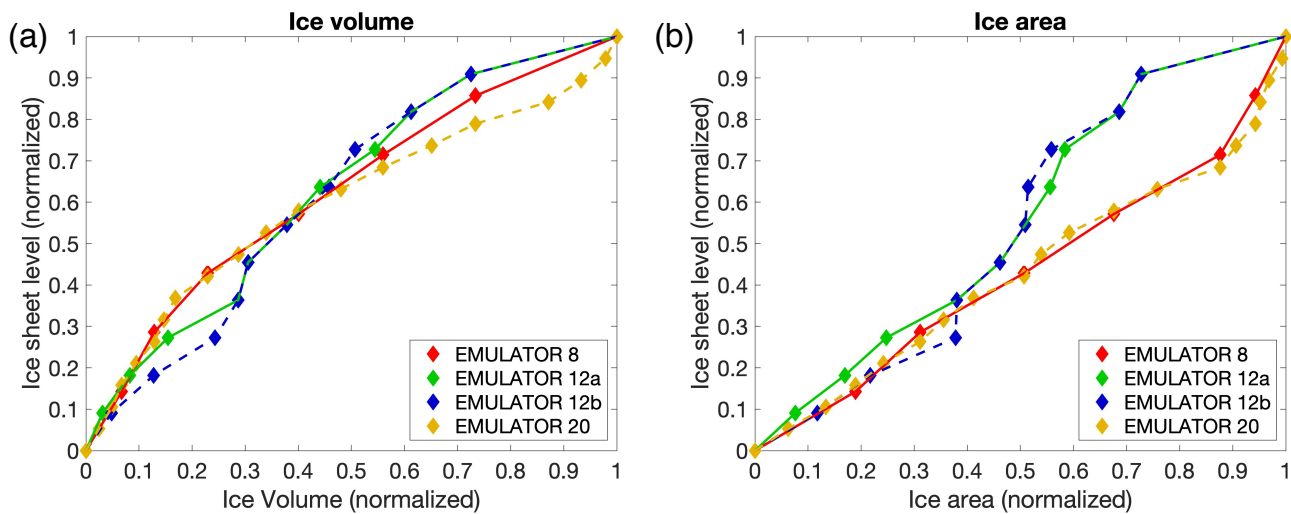 (a)
Ice volume
Ice sheet level (normalized)
1
0.9
0.8
0.7
0.6
0.5
0.4
0.3
0.2
0.1
0
0 0.1 0.2 0.3 0.4 0.5 0.6 0.7 0.8 0.9 1
Ice Volume (normalized)
EMULATOR 8
EMULATOR 12a
EMULATOR 12b
EMULATOR 20
(b)
Ice area
Ice sheet level (normalized)
1
0.9
0.8
0.7
0.6
0.5
0.4
0.3
0.2
0.1
0
0 0.1 0.2 0.3 0.4 0.5 0.6 0.7 0.8 0.9 1
Ice area (normalized)
EMULATOR 8
EMULATOR 12a
EMULATOR 12b
EMULATOR 20